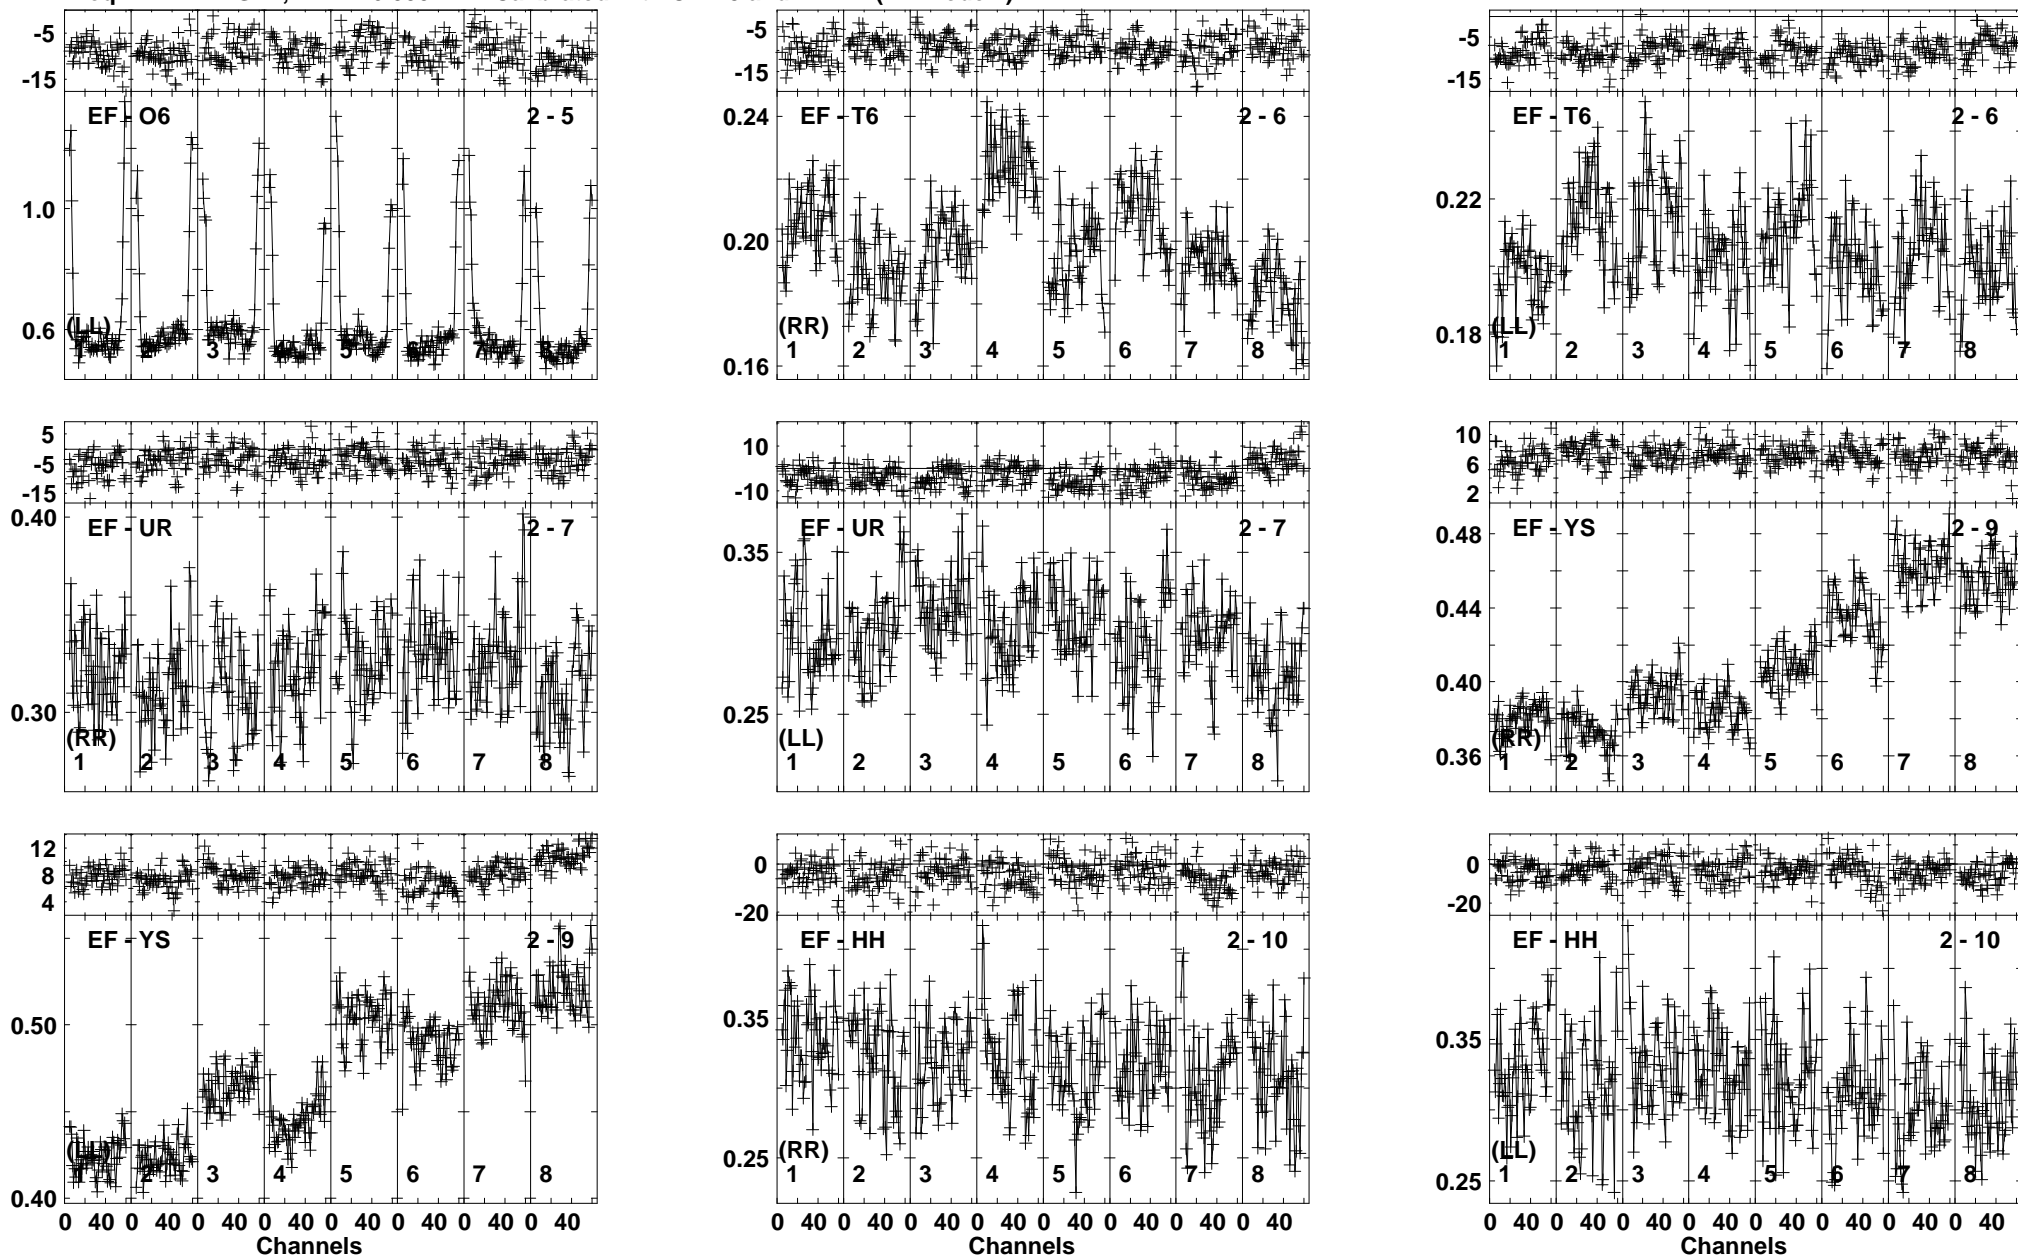 -5 -5 -5
-15 -15 -15
EF - O6 2 - 5 EF - T6 2 - 6 EF - T6 2 - 6
1.0 0.6 0.24 0.20 0.16 0.22 0.18
(LL) (RR) (LL)
1 2 3 4 5 6 7 8 1 2 3 4 5 6 7 8 1 2 3 4 5 6 7 8
5 -5 -15 10 -10 10 6 2
EF - UR 2 - 7 EF - UR 2 - 7 EF - YS 2 - 9
0.40 0.30 0.35 0.25 0.48 0.44 0.40 0.36
(RR) (LL) (RR)
1 2 3 4 5 6 7 8 1 2 3 4 5 6 7 8 1 2 3 4 5 6 7 8
12 8 4 0 -20 0 -20
EF - YS 2 - 9 EF - HH 2 - 10 EF - HH 2 - 10
0.50 0.40 0.35 0.25 0.35 0.25
(LL) (RR) (LL)
1 2 3 4 5 6 7 8 1 2 3 4 5 6 7 8 1 2 3 4 5 6 7 8
0 40 0 40 0 40 0 40 0 40 0 40 0 40 0 40 0 40 0 40 0 40 0 40 0 40 0 40 0 40 0 40 0 40 0 40 0 40 0 40 0 40 0 40 0 40 0 40
Channels Channels Channels